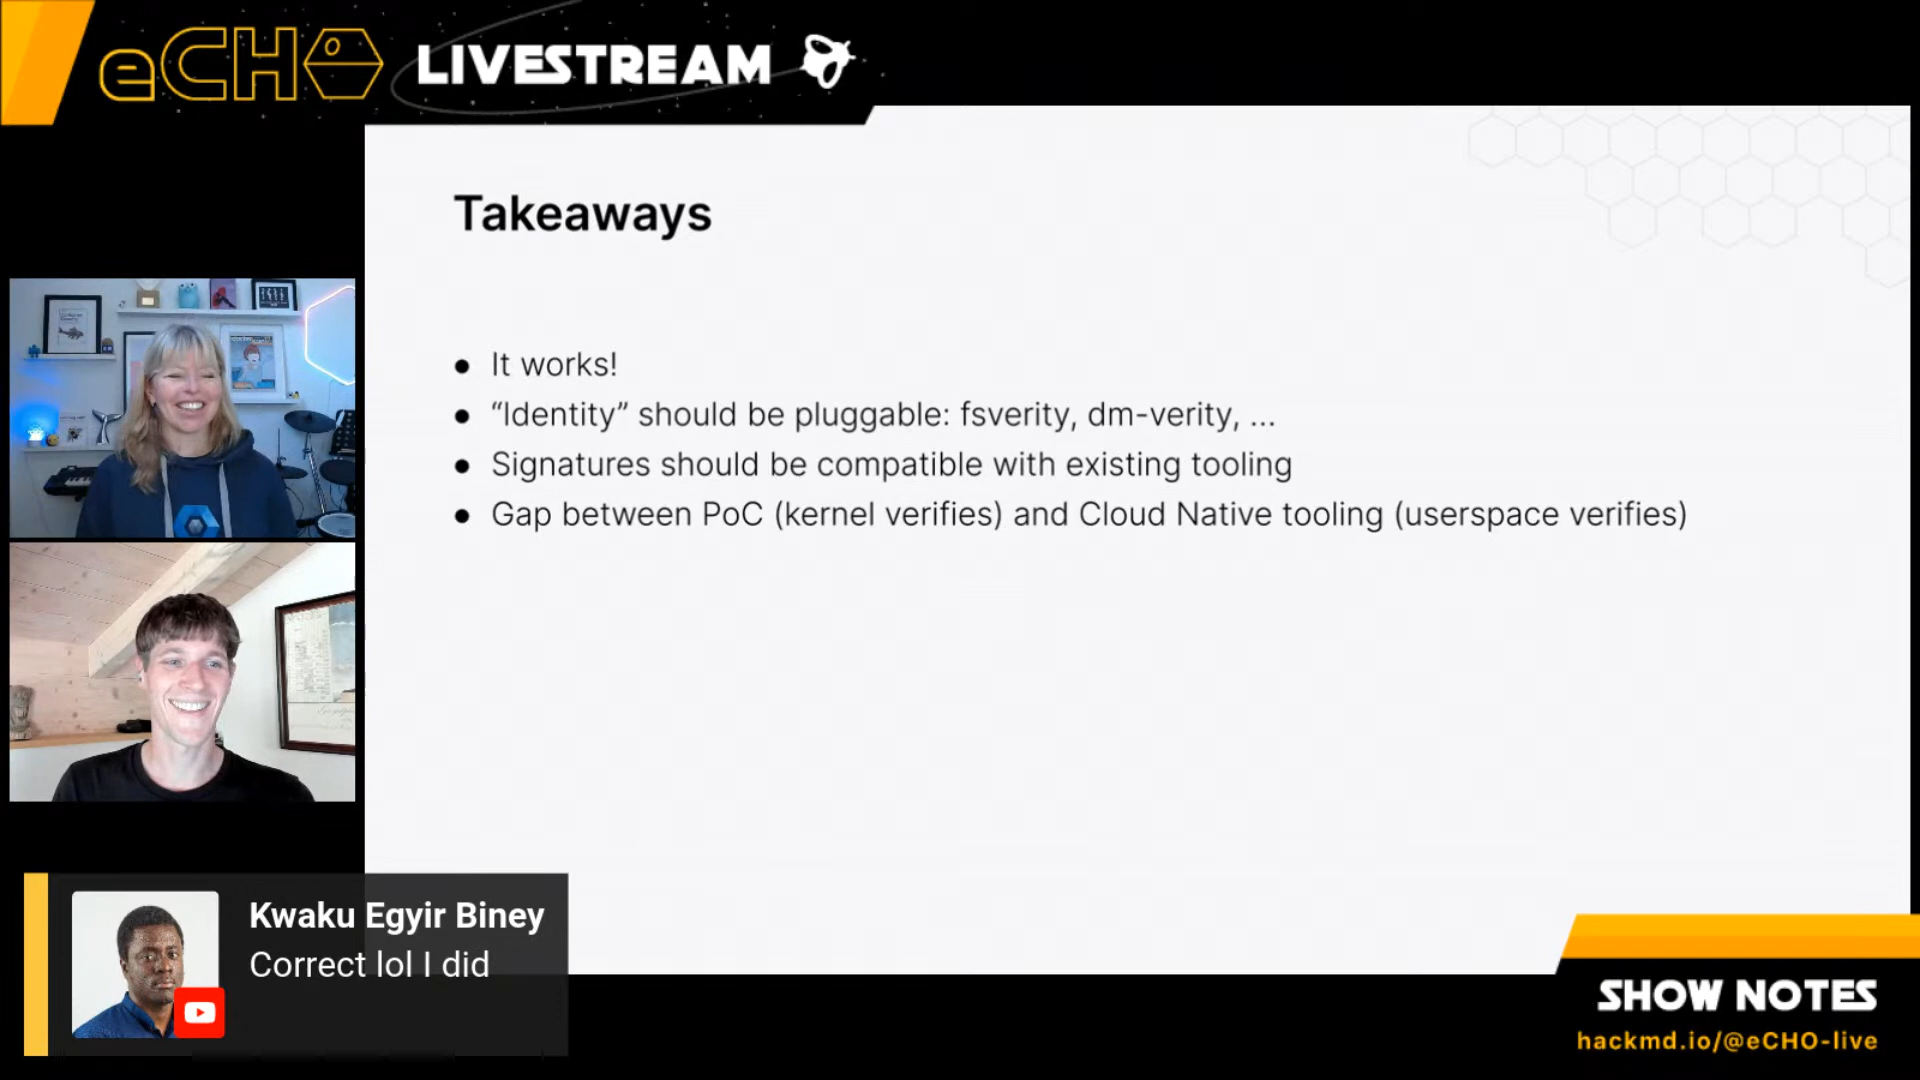 eCHO LIVESTREAM
Takeaways
● It works!
● “Identity” should be pluggable: fsverity, dm-verity, ...
● Signatures should be compatible with existing tooling
● Gap between PoC (kernel verifies) and Cloud Native tooling (userspace verifies)
Kwaku Egyir Biney
Correct lol I did
SHOW NOTES
hackmd.io/@eCHO-live